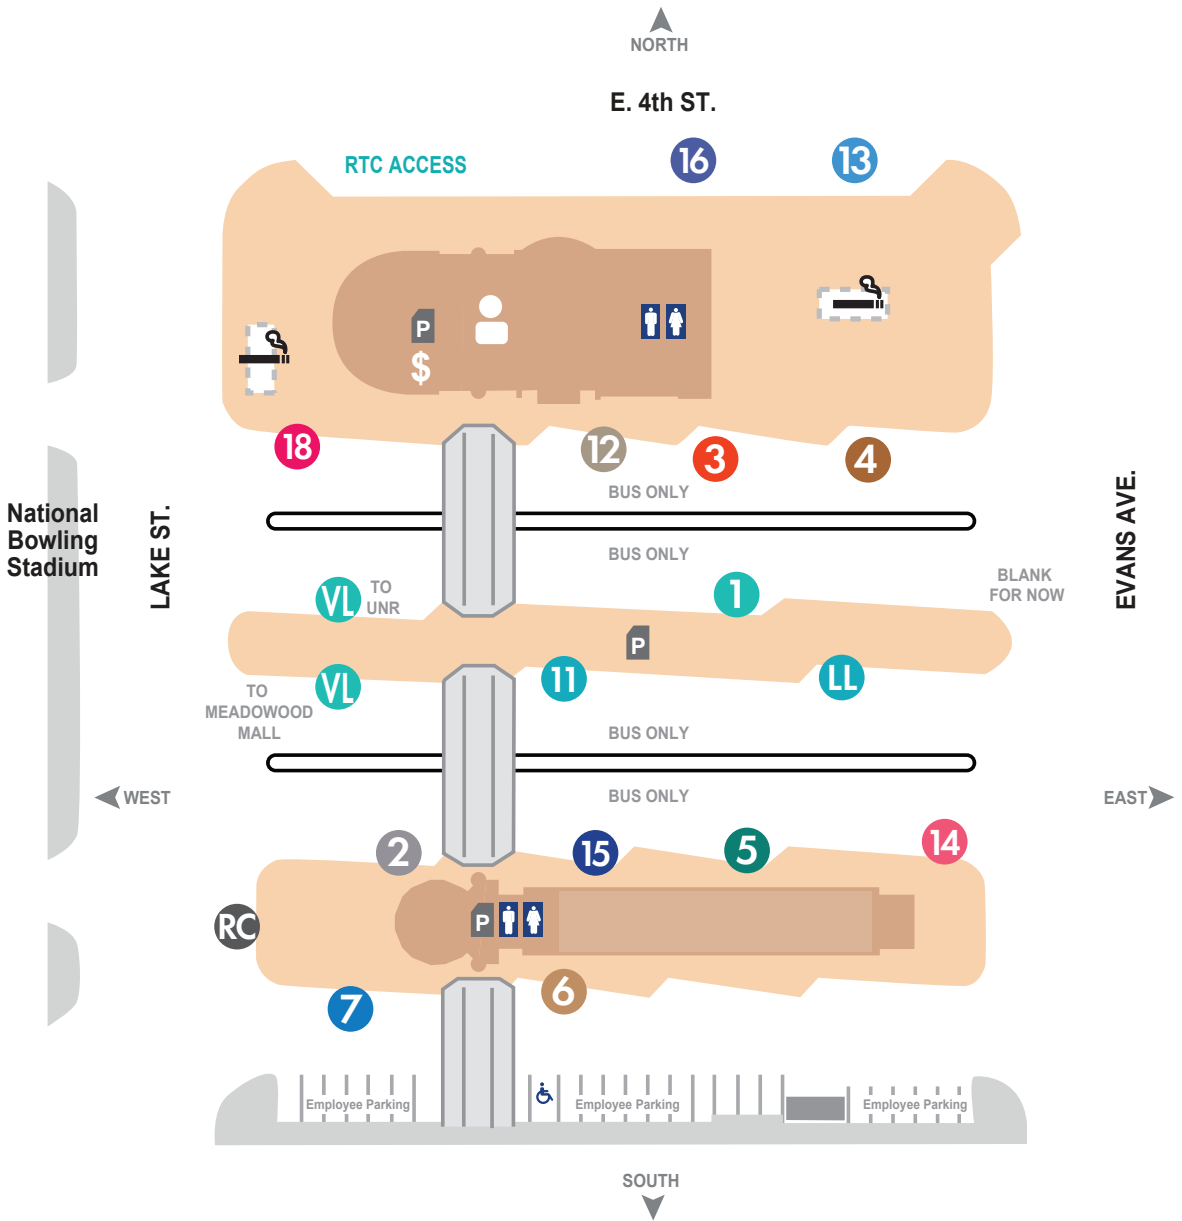 NORTH
E. 4th ST.
RTC ACCESS
16
13
P
$
18
12
3
4
BUS ONLY
National
Bowling
Stadium
LAKE ST.
EVANS AVE.
BUS ONLY
VL
TO
UNR
1
BLANK
FOR NOW
P
VL
11
LL
TO
MEADOWOOD
MALL
BUS ONLY
WEST
BUS ONLY
EAST
2
15
5
14
RC
P
7
6
Employee Parking
Employee Parking
Employee Parking
SOUTH